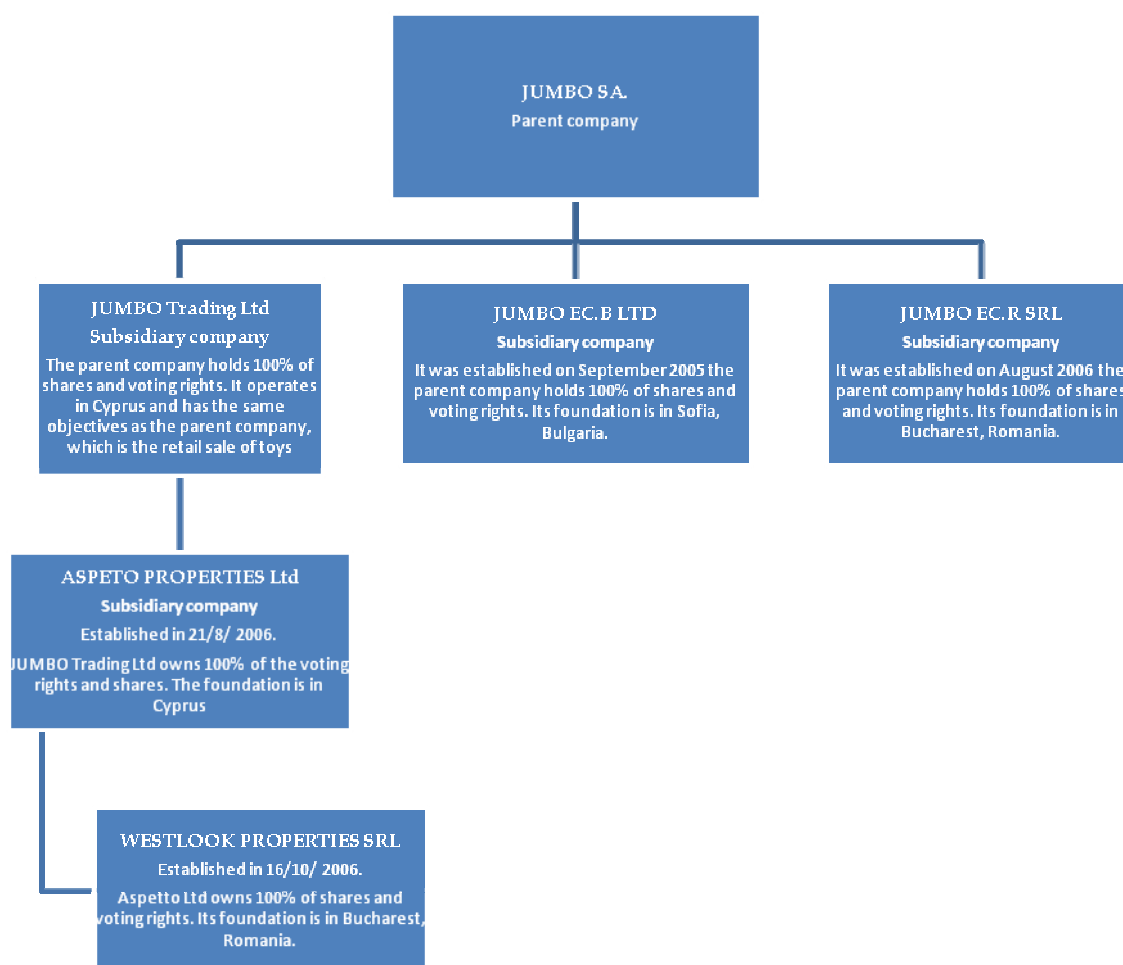 JUMBO SA.
Parent company
JUMBO Trading Ltd
Subsidiary company
The parent company holds 100% of
shares and voting rights. It operates
in Cyprus and has the same
objectives as the parent company,
which is the retail sale of toys
JUMBO EC.B LTD
Subsidiary company
It was established on September 2005 the
parent company holds 100% of shares and
voting rights. Its foundation is in Sofia,
Bulgaria.
JUMBO EC.R SRL
Subsidiary company
It was established on August 2006 the
parent company holds 100% of shares
and voting rights. Its foundation is in
Bucharest, Romania.
ASPETO PROPERTIES Ltd
Subsidiary company
Established in 21/8/ 2006.
JUMBO Trading Ltd owns 100% of the voting
rights and shares. The foundation is in
Cyprus
WESTLOOK PROPERTIES SRL
Established in 16/10/ 2006.
Aspetto Ltd owns 100% of shares and
voting rights. Its foundation is in Bucharest,
Romania.